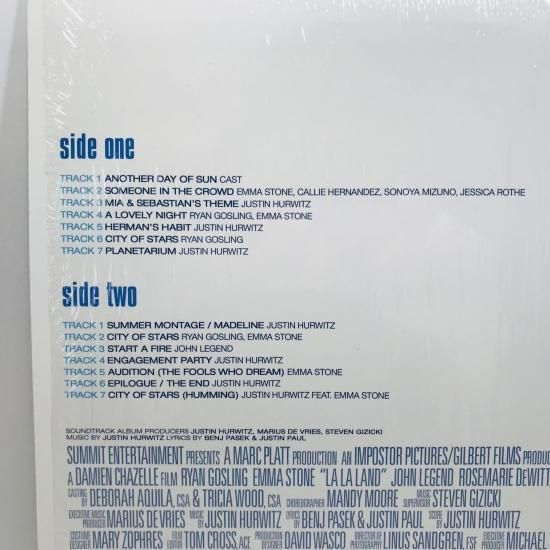 side one
TRACK 1 ANOTHER DAY OF SUN CAST
TRACK 2 SOMEONE IN THE CROWD EMMA STONE, CALLIE HERNANDEZ, SONOYA MIZUNO, JESSICA ROTHE
TRACK 3 MIA & SEBASTIAN'S THEME JUSTIN HURWITZ
TRACK 4 A LOVELY NIGHT RYAN GOSLING, EMMA STONE
TRACK 5 HERMAN'S HABIT JUSTIN HURWITZ
TRACK 6 CITY OF STARS RYAN GOSLING
TRACK 7 PLANETARIUM JUSTIN HURWITZ
side two
TRACK 1 SUMMER MONTAGE / MADELINE JUSTIN HURWITZ
TRACK 2 CITY OF STARS RYAN GOSLING, EMMA STONE
TRACK 3 START A FIRE JOHN LEGEND
TRACK 4 ENGAGEMENT PARTY JUSTIN HURWITZ
TRACK 5 AUDITION (THE FOOLS WHO DREAM) EMMA STONE
TRACK 6 EPILOGUE / THE END JUSTIN HURWITZ
TRACK 7 CITY OF STARS (HUMMING) JUSTIN HURWITZ FEAT. EMMA STONE
SOUNDTRACK ALBUM PRODUCERS JUSTIN HURWITZ, MARIUS DE VRIES, STEVEN GIZICKI
MUSIC BY JUSTIN HURWITZ LYRICS BY BENJ PASEK & JUSTIN PAUL
SUMMIT ENTERTAINMENT PRESENTS A MARC PLATT PRODUCTION AN IMPOSTOR PICTURES/GILBERT FILMS PRODUC
A DAMIEN CHAZELLE FILM RYAN GOSLING EMMA STONE "LA LA LAND" JOHN LEGEND ROSEMARIE DEWITT
CASTING BY DEBORAH AQUILA, CSA & TRICIA WOOD, CSA CHOREOGRAPHER MANDY MOORE MUSIC SUPERVISOR STEVEN GIZICKI
EXECUTIVE MUSIC PRODUCER MARIUS DE VRIES MUSIC BY JUSTIN HURWITZ LYRICS BY BENJ PASEK & JUSTIN PAUL SCORE BY JUSTIN HURWITZ
COSTUME DESIGNER MARY ZOPHRES FILM EDITOR TOM CROSS, ACE PRODUCTION DESIGNER DAVID WASCO DIRECTOR OF PHOTOGRAPHY LINUS SANDGREN, FSF EXECUTIVE PRODUCER MICHAEL